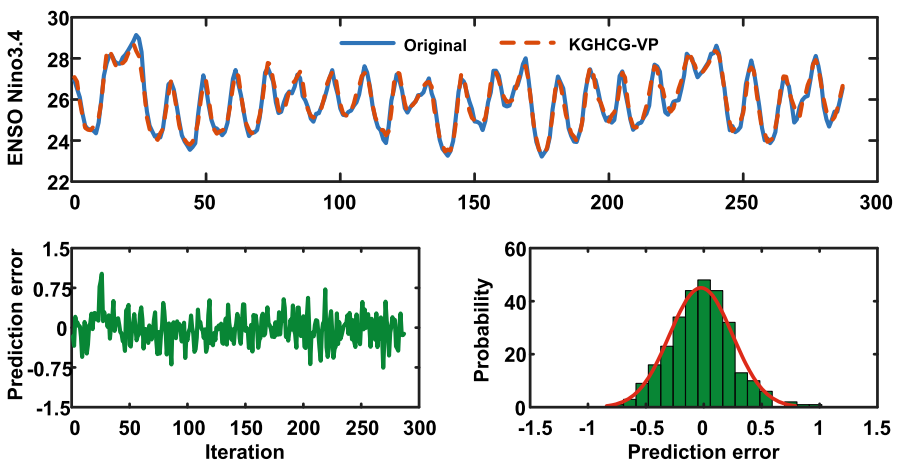 ENSO Nino3.4
30
28
26
24
22
Original
KGHCG-VP
0 50 100 150 200 250 300
Prediction error
1.5
0.75
0
-0.75
-1.5
0 50 100 150 200 250 300
Iteration
Probability
60
40
20
0
-1.5 -1 -0.5 0 0.5 1 1.5
Prediction error